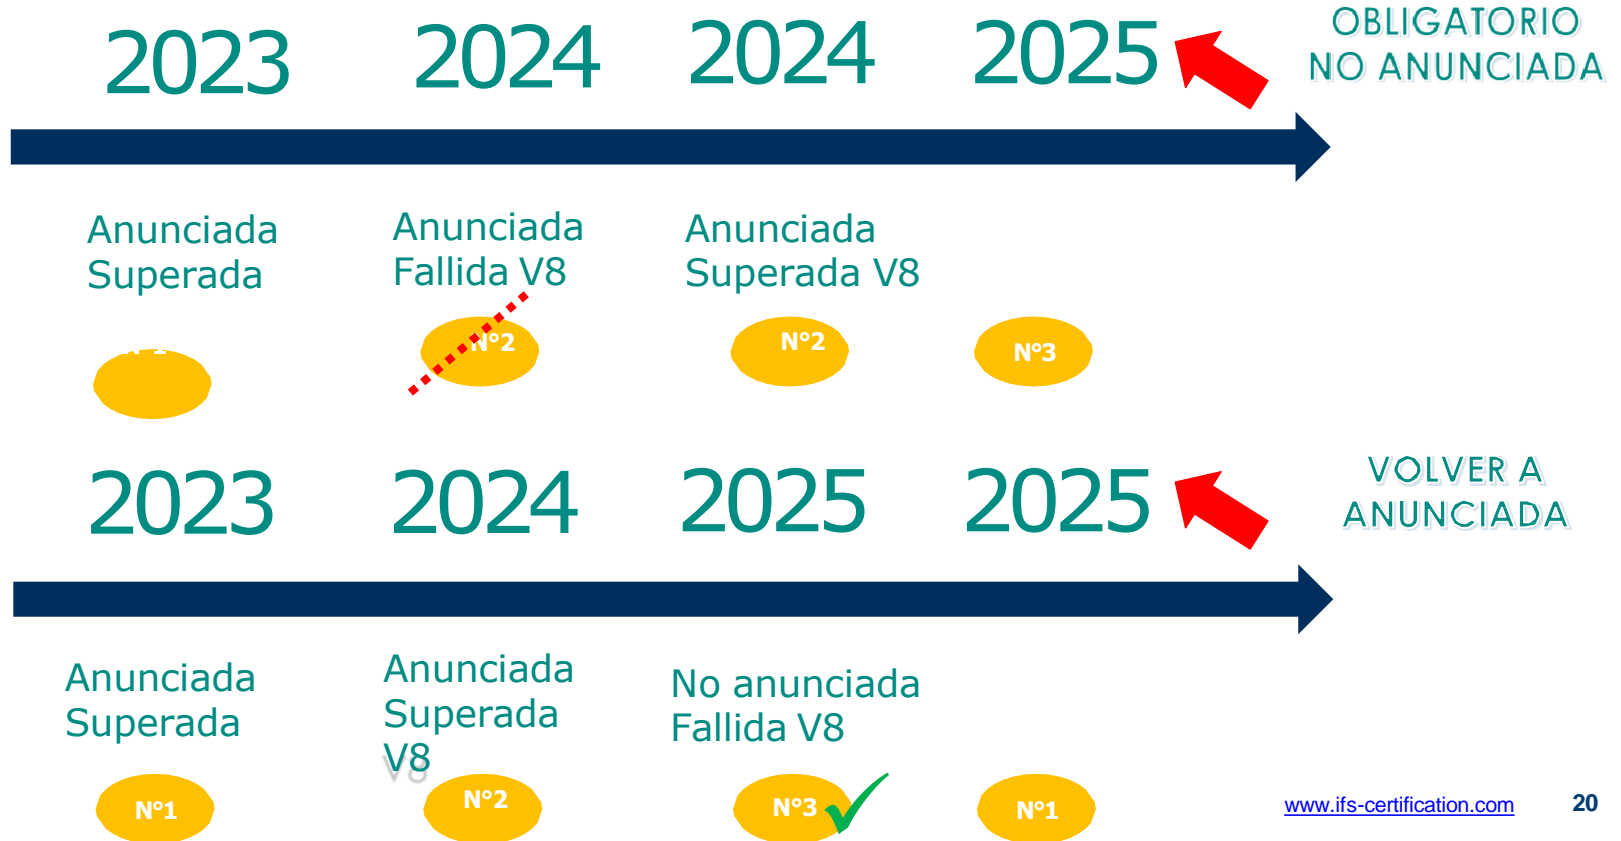 2023 2024 2024 2025
OBLIGATORIO
NO ANUNCIADA
Anunciada
Superada
Anunciada
Fallida V8
Anunciada
Superada V8
N°1
N°2
N°2
N°3
2023 2024 2025 2025
VOLVER A
ANUNCIADA
Anunciada
Superada
Anunciada
Superada
V8
No anunciada
Fallida V8
N°1
N°2
N°3
N°1
www.ifs-certification.com 20